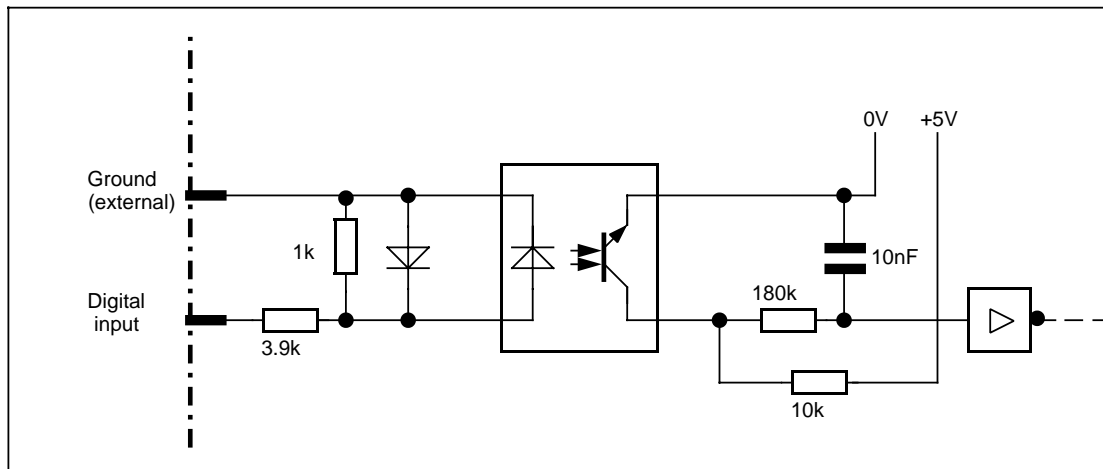 0V +5V
Ground
(external)
1k
10nF
Digital
input
180k
3.9k
10k